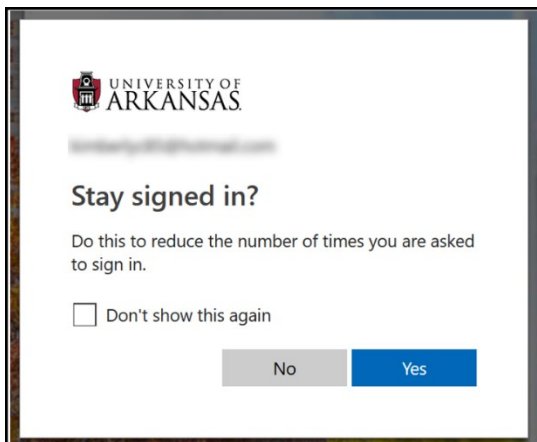 UNIVERSITY OF
ARKANSAS
Stay signed in?
Do this to reduce the number of times you are asked
to sign in.
Don't show this again
No Yes